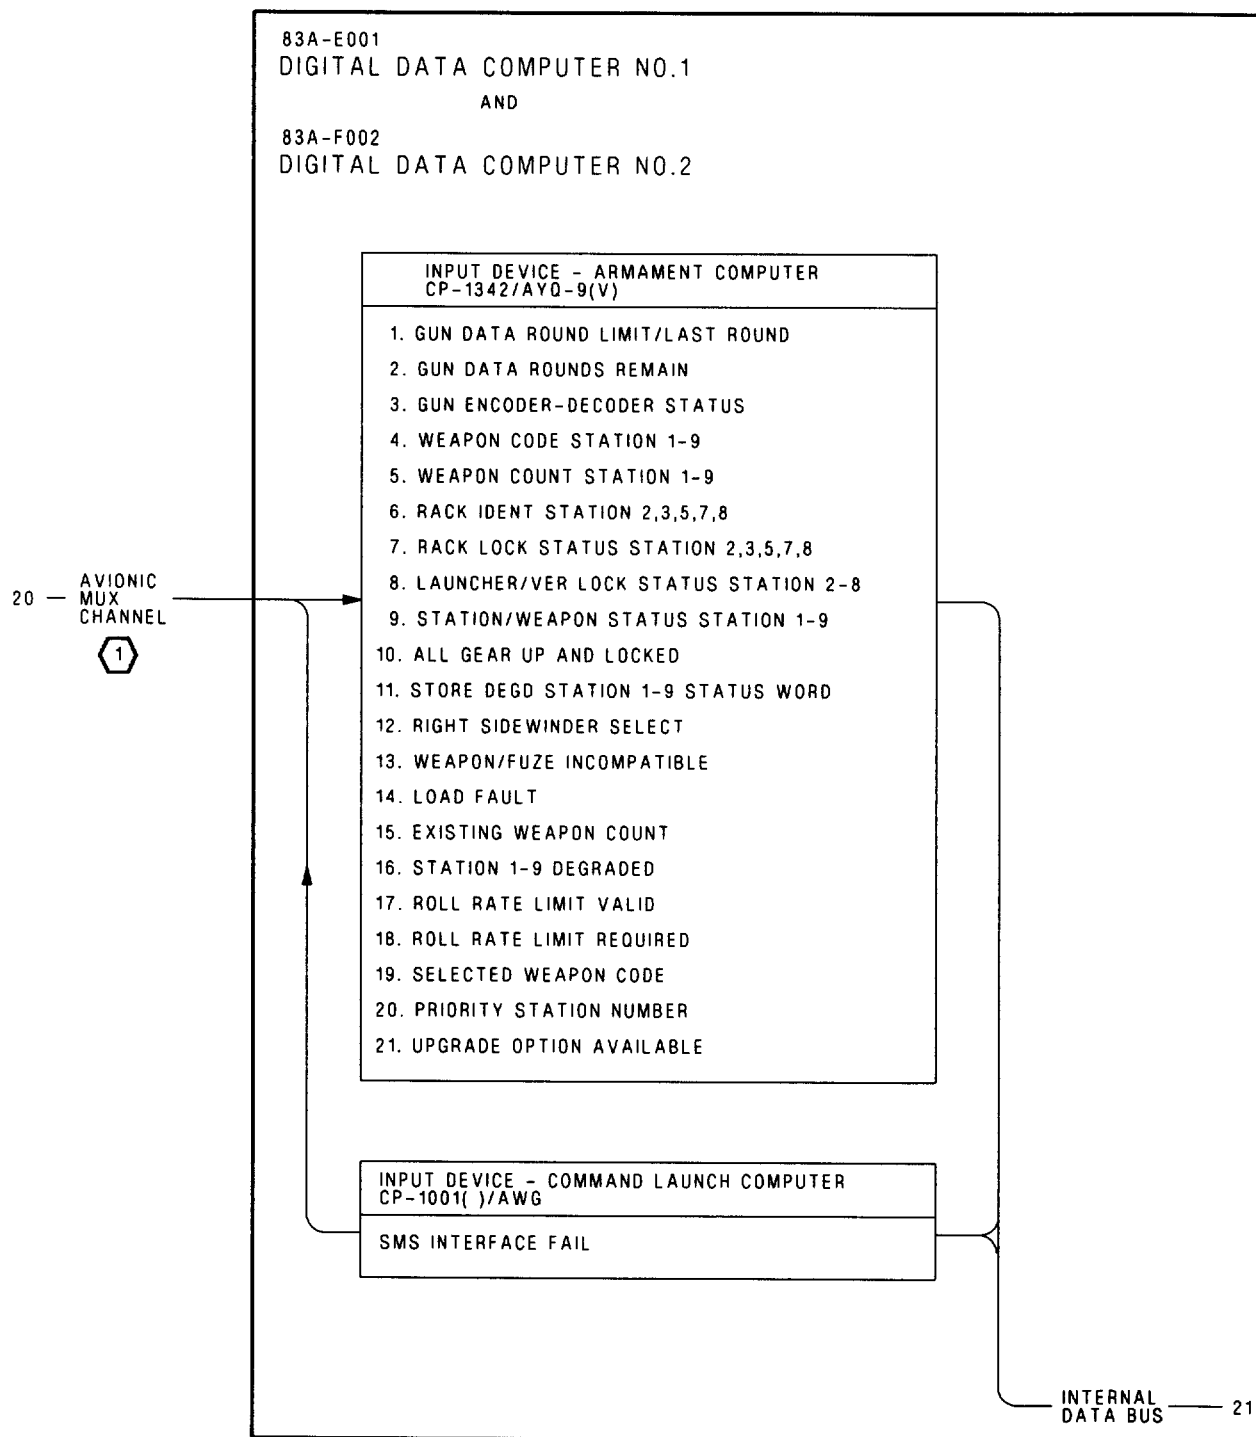 83A-E001
DIGITAL DATA COMPUTER NO.1
AND
83A-F002
DIGITAL DATA COMPUTER NO.2
INPUT DEVICE - ARMAMENT COMPUTER
CP-1342/AYQ-9(V)
1. GUN DATA ROUND LIMIT/LAST ROUND
2. GUN DATA ROUNDS REMAIN
3. GUN ENCODER-DECODER STATUS
4. WEAPON CODE STATION 1-9
5. WEAPON COUNT STATION 1-9
6. RACK IDENT STATION 2,3,5,7,8
7. RACK LOCK STATUS STATION 2,3,5,7,8
8. LAUNCHER/VER LOCK STATUS STATION 2-8
9. STATION/WEAPON STATUS STATION 1-9
10. ALL GEAR UP AND LOCKED
11. STORE DEGD STATION 1-9 STATUS WORD
12. RIGHT SIDEWINDER SELECT
13. WEAPON/FUZE INCOMPATIBLE
14. LOAD FAULT
15. EXISTING WEAPON COUNT
16. STATION 1-9 DEGRADED
17. ROLL RATE LIMIT VALID
18. ROLL RATE LIMIT REQUIRED
19. SELECTED WEAPON CODE
20. PRIORITY STATION NUMBER
21. UPGRADE OPTION AVAILABLE
20
AVIONIC
MUX
CHANNEL
1
INPUT DEVICE - COMMAND LAUNCH COMPUTER
CP-1001( )/AWG
SMS INTERFACE FAIL
INTERNAL
DATA BUS
21